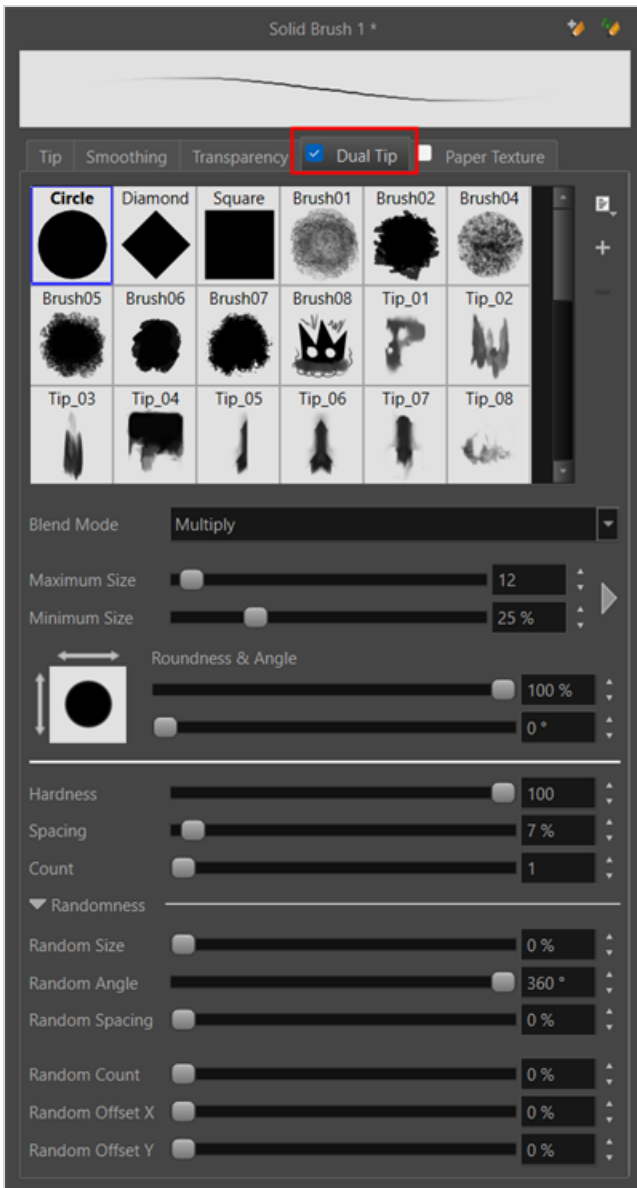 Solid Brush 1 *
Tip Smoothing Transparency Dual Tip Paper Texture
Circle Diamond Square Brush01 Brush02 Brush04
Brush05 Brush06 Brush07 Brush08 Tip_01 Tip_02
Tip_03 Tip_04 Tip_05 Tip_06 Tip_07 Tip_08
Blend Mode Multiply
Maximum Size 12
Minimum Size 25 %
Roundness & Angle
100 %
0 °
Hardness 100
Spacing 7 %
Count 1
Randomness
Random Size 0 %
Random Angle 360 °
Random Spacing 0 %
Random Count 0 %
Random Offset X 0 %
Random Offset Y 0 %